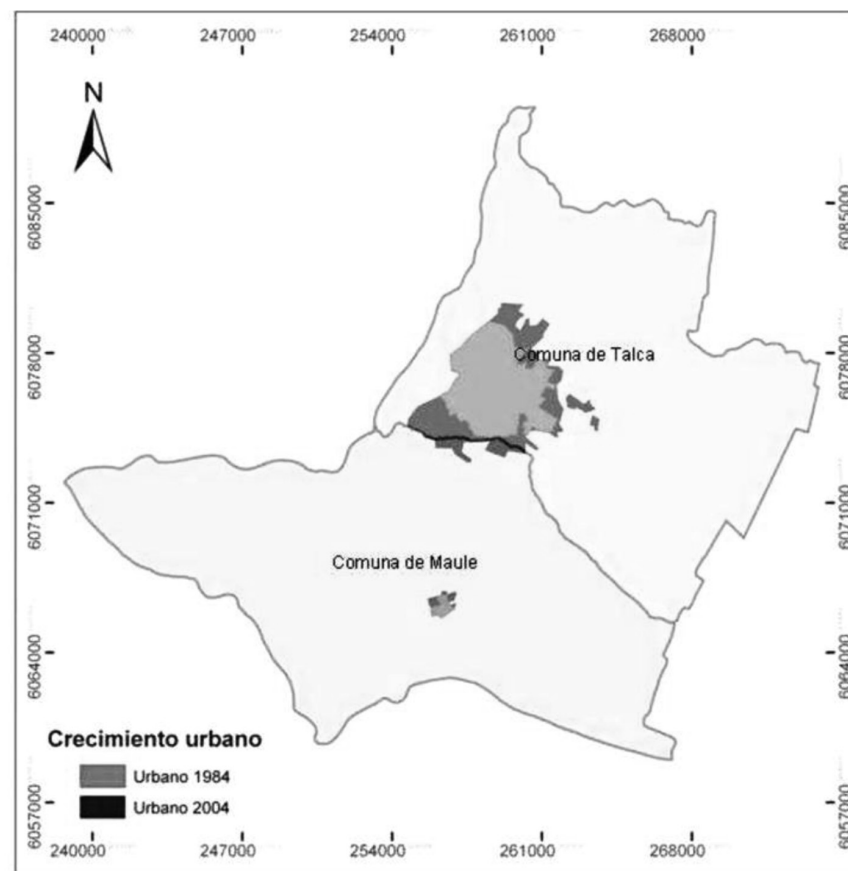 240000 247000 254000 261000 268000
N
6085000 6085000
6078000 6078000
Comuna de Talca
6071000 6071000
Comuna de Maule
6064000 6064000
Crecimiento urbano
Urbano 1984
Urbano 2004
6057000 6057000
240000 247000 254000 261000 268000